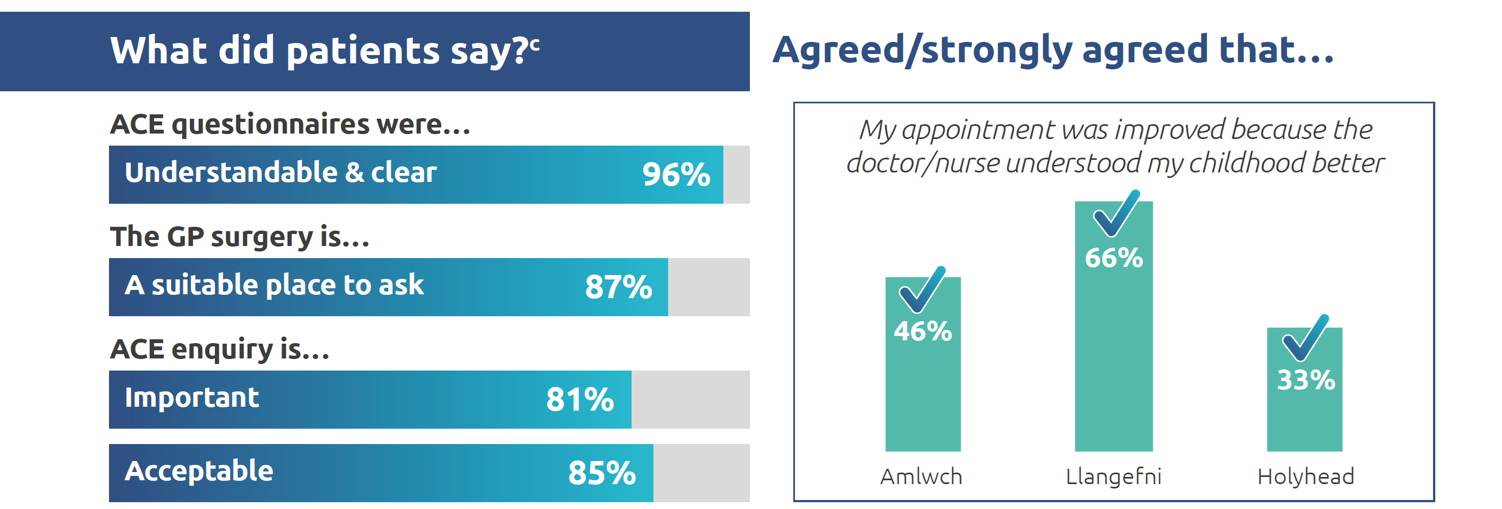 What did patients say?ᶜ
ACE questionnaires were…
Understandable & clear 96%
The GP surgery is…
A suitable place to ask 87%
ACE enquiry is…
Important 81%
Acceptable 85%
Agreed/strongly agreed that…
My appointment was improved because the
doctor/nurse understood my childhood better
46% 66% 33%
Amlwch Llangefni Holyhead